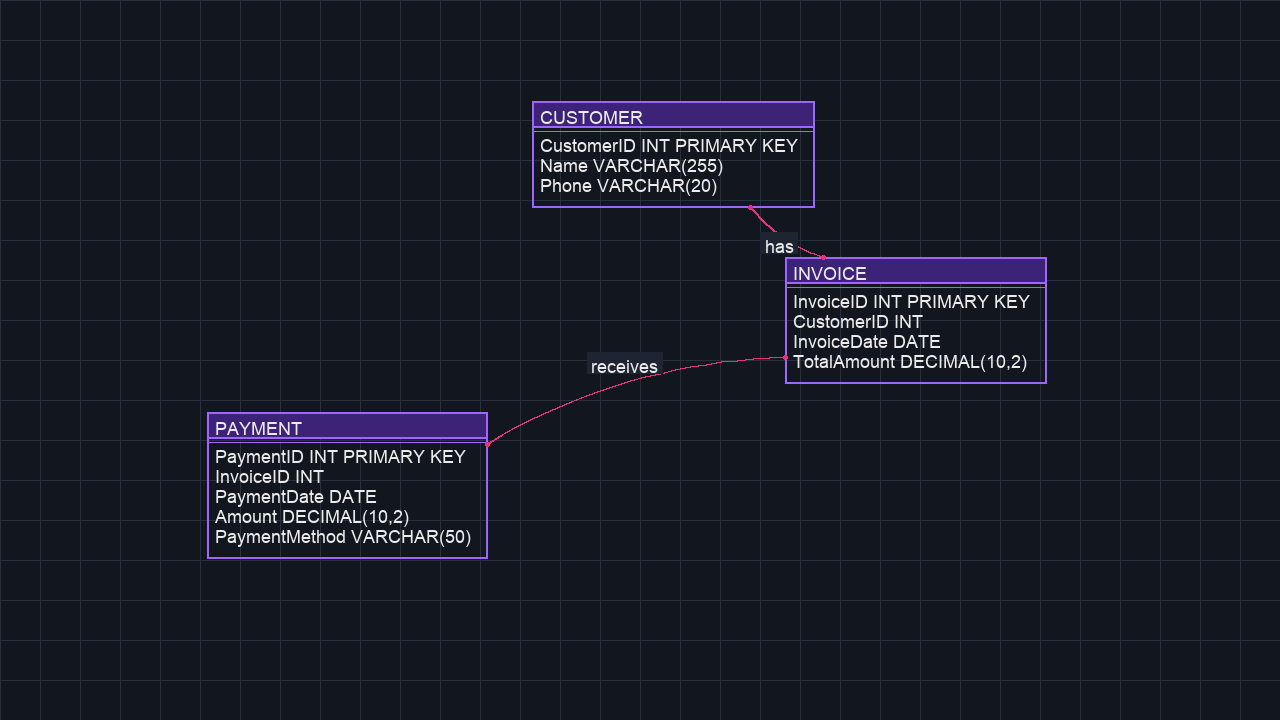 CUSTOMER
CustomerID INT PRIMARY KEY
Name VARCHAR(255)
Phone VARCHAR(20)
has
INVOICE
InvoiceID INT PRIMARY KEY
CustomerID INT
InvoiceDate DATE
TotalAmount DECIMAL(10,2)
receives
PAYMENT
PaymentID INT PRIMARY KEY
InvoiceID INT
PaymentDate DATE
Amount DECIMAL(10,2)
PaymentMethod VARCHAR(50)